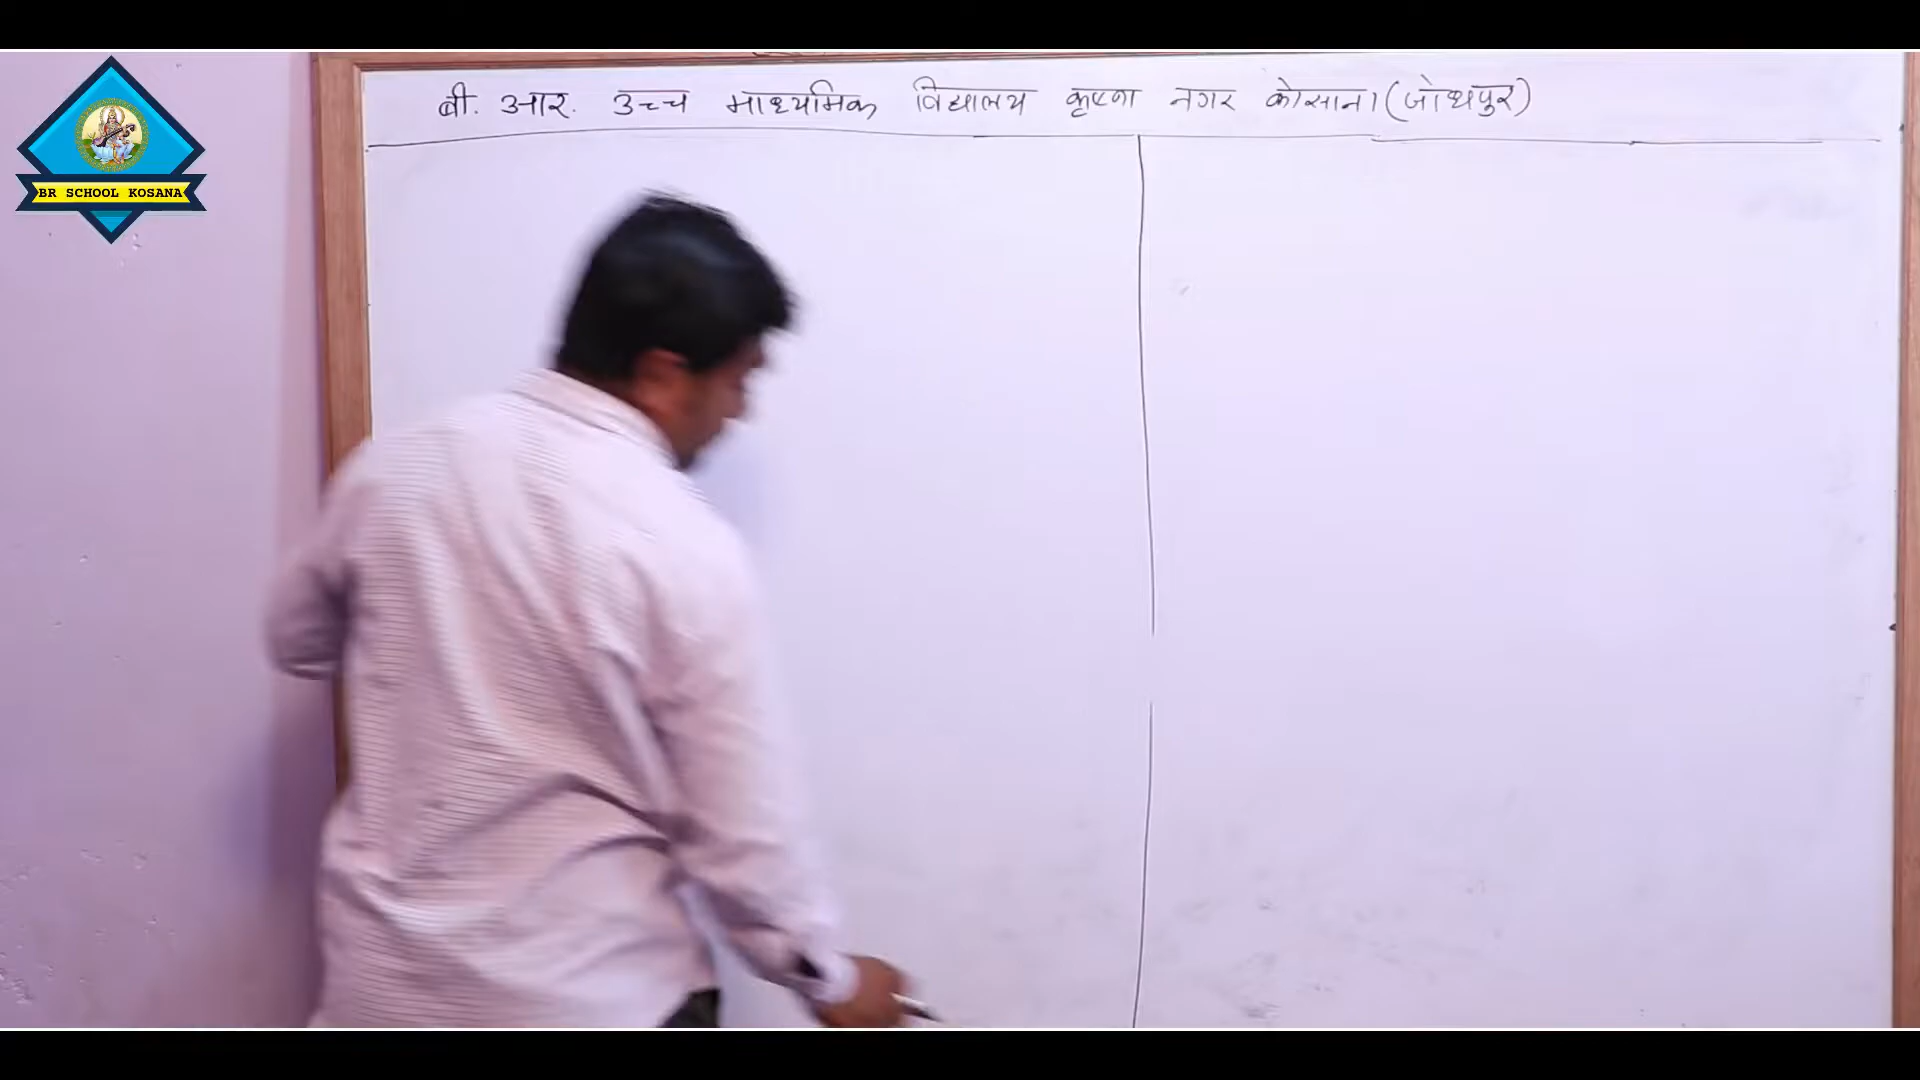 बी. आर. उच्च माध्यमिक विद्यालय कृष्णा नगर कोसाना (जोधपुर)
BR SCHOOL KOSANA